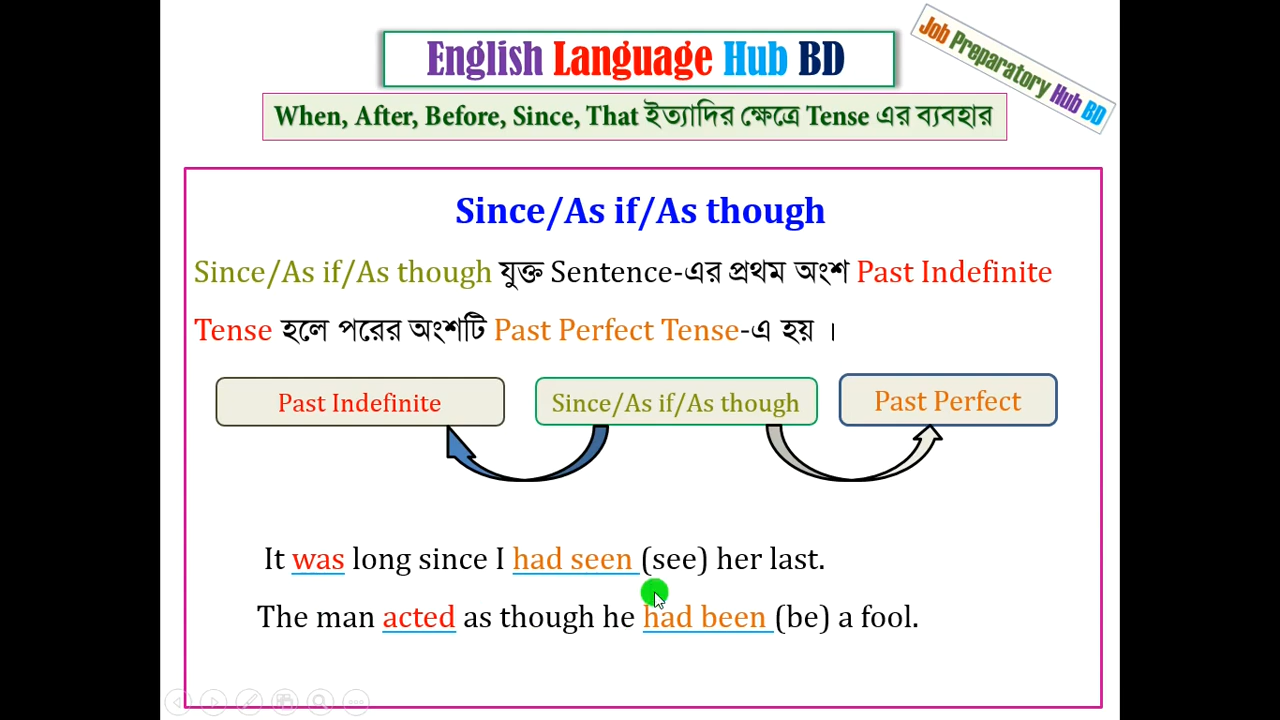 English Language Hub BD
Job Preparatory Hub BD
When, After, Before, Since, That ইত্যাদির ক্ষেত্রে Tense এর ব্যবহার
Since/As if/As though
Since/As if/As though যুক্ত Sentence-এর প্রথম অংশ Past Indefinite
Tense হলে পরের অংশটি Past Perfect Tense-এ হয় ।
Past Indefinite Since/As if/As though Past Perfect
It was long since I had seen (see) her last.
The man acted as though he had been (be) a fool.